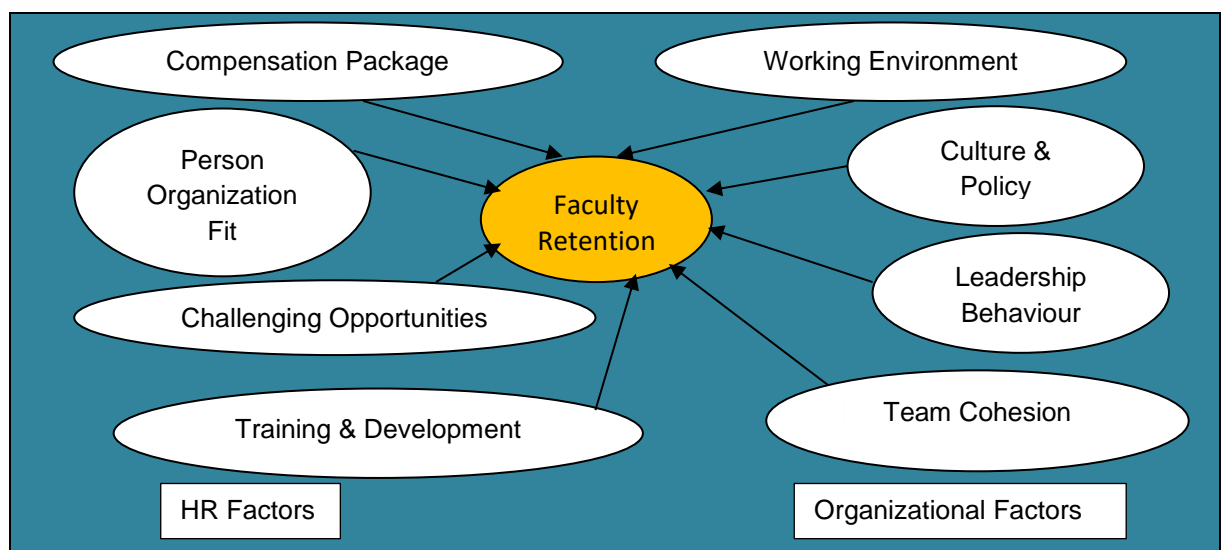 Compensation Package
Working Environment
Person
Organization
Fit
Culture &
Policy
Faculty
Retention
Challenging Opportunities
Leadership
Behaviour
Training & Development
Team Cohesion
HR Factors
Organizational Factors